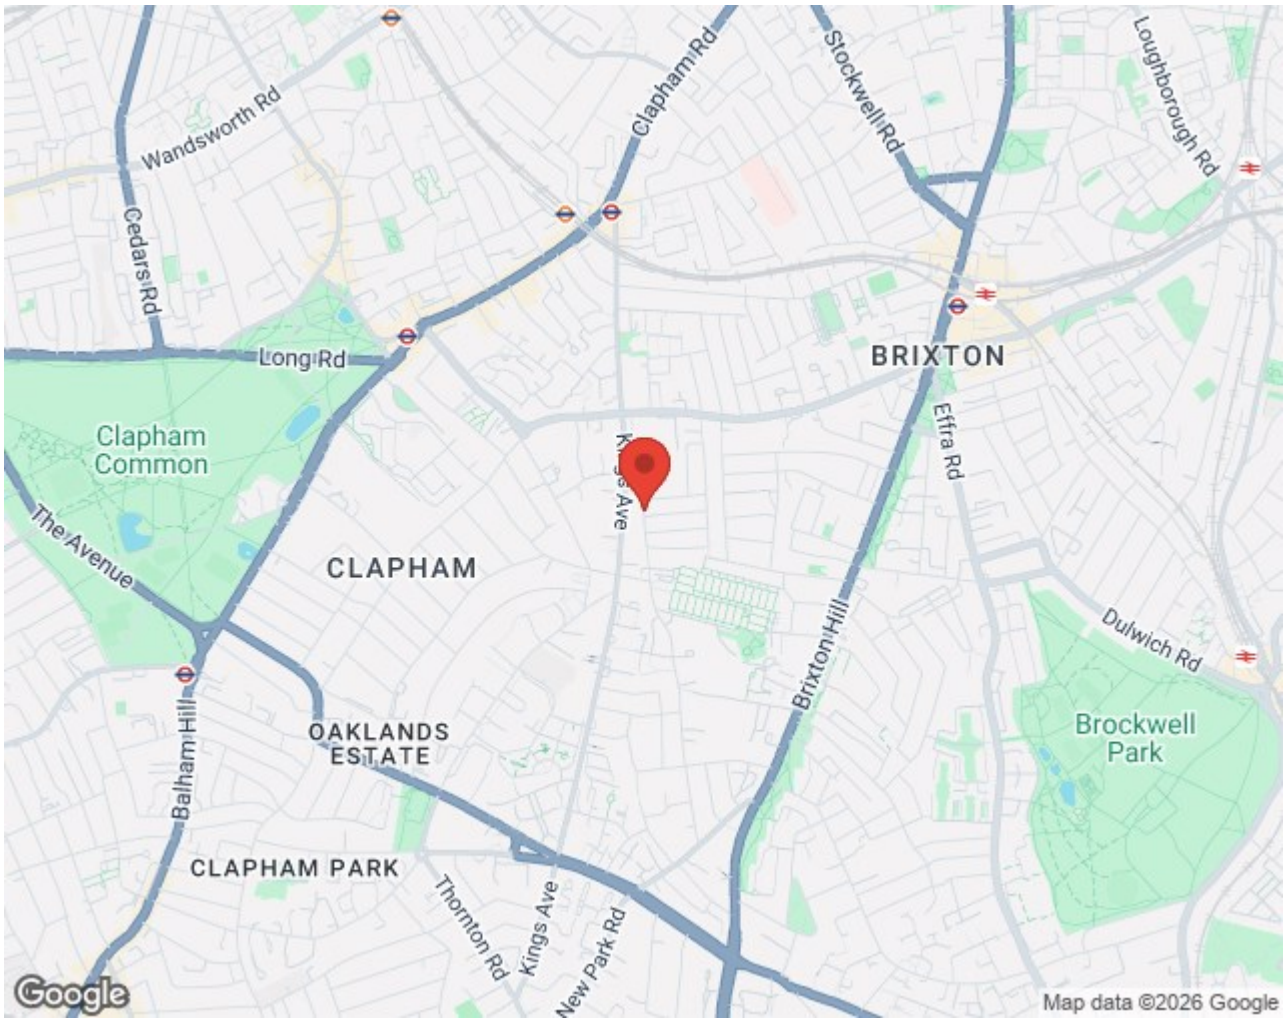 Clapham Rd
Stockwell Rd
Loughborough Rd
Wandsworth Rd
Cedars Rd
Long Rd
BRIXTON
Effra Rd
Clapham
Common
Kings Ave
The Avenue
CLAPHAM
Brixton Hill
Dulwich Rd
OAKLANDS
ESTATE
Brockwell
Park
Balham Hill
CLAPHAM PARK
Thornton Rd
Kings Ave
New Park Rd
Google
Map data ©2026 Google